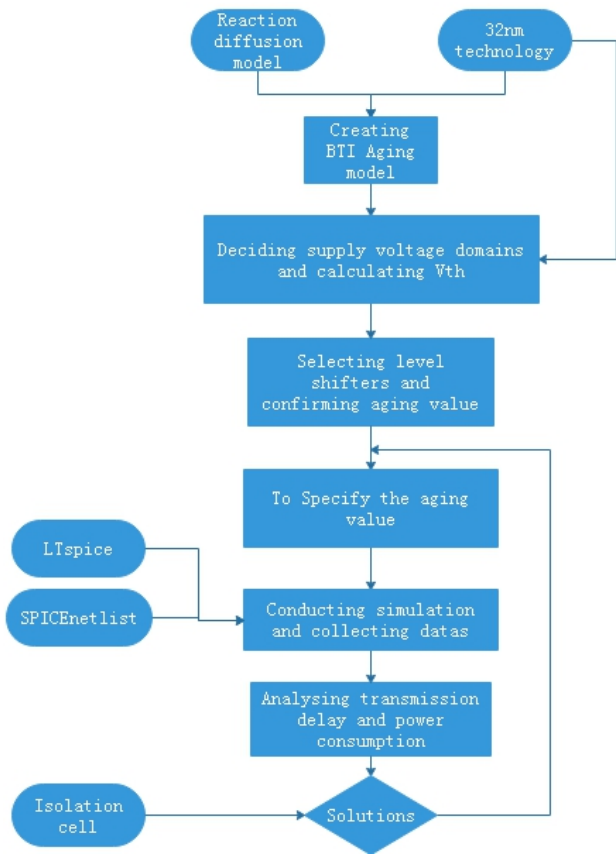 Reaction
diffusion
model
32nm
technology
Creating
BTI Aging
model
Deciding supply voltage domains
and calculating Vth
Selecting level
shifters and
confirming aging value
To Specify the aging
value
LTspice
SPICEnetlist
Conducting simulation
and collecting datas
Analysing transmission
delay and power
consumption
Isolation
cell
Solutions